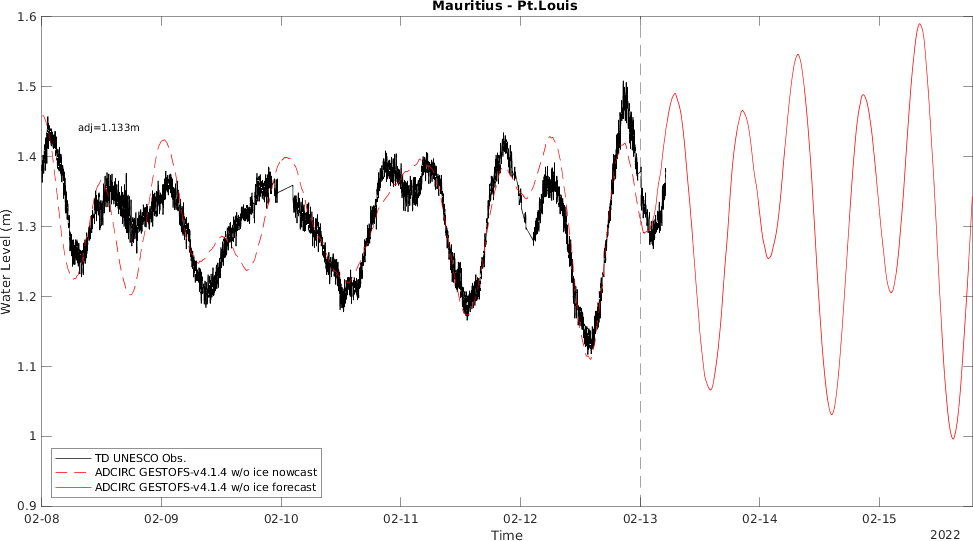 Mauritius - Pt.Louis
1.6
1.5
1.4
1.3
1.2
1.1
1
0.9
Water Level (m)
adj=1.133m
TD UNESCO Obs.
ADCIRC GESTOFS-v4.1.4 w/o ice nowcast
ADCIRC GESTOFS-v4.1.4 w/o ice forecast
02-08 02-09 02-10 02-11 02-12 02-13 02-14 02-15
Time
2022